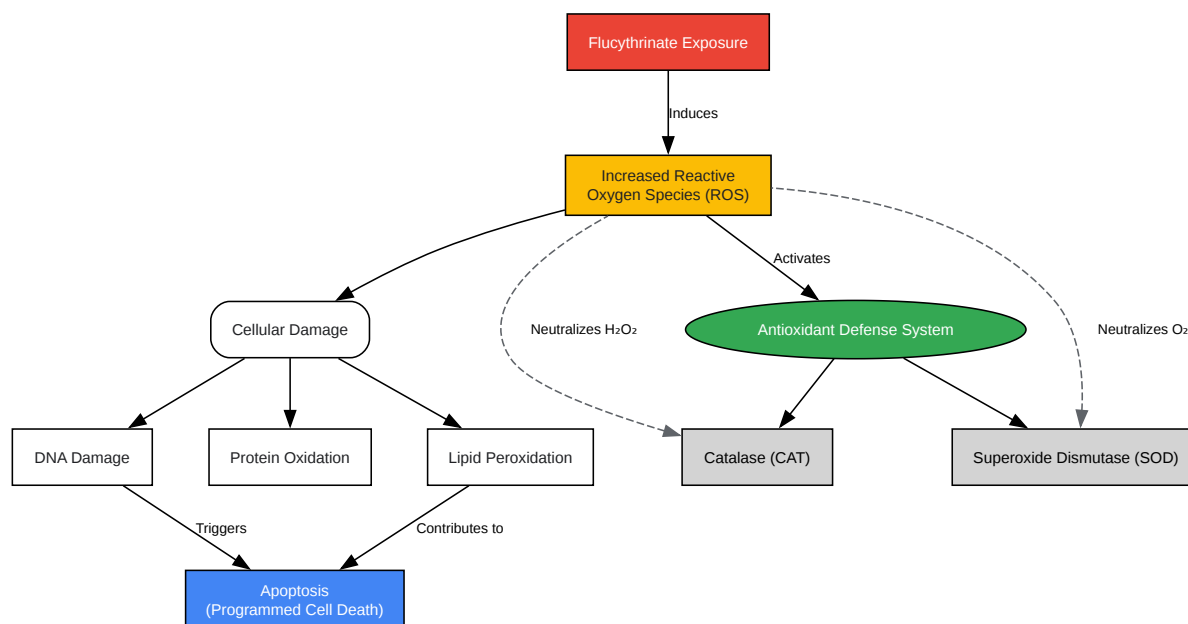 Flucythrinate Exposure
Induces
Increased Reactive
Oxygen Species (ROS)
Activates
Cellular Damage
Neutralizes H₂O₂
Antioxidant Defense System
Neutralizes O₂
DNA Damage
Protein Oxidation
Lipid Peroxidation
Catalase (CAT)
Superoxide Dismutase (SOD)
Triggers
Contributes to
Apoptosis
(Programmed Cell Death)